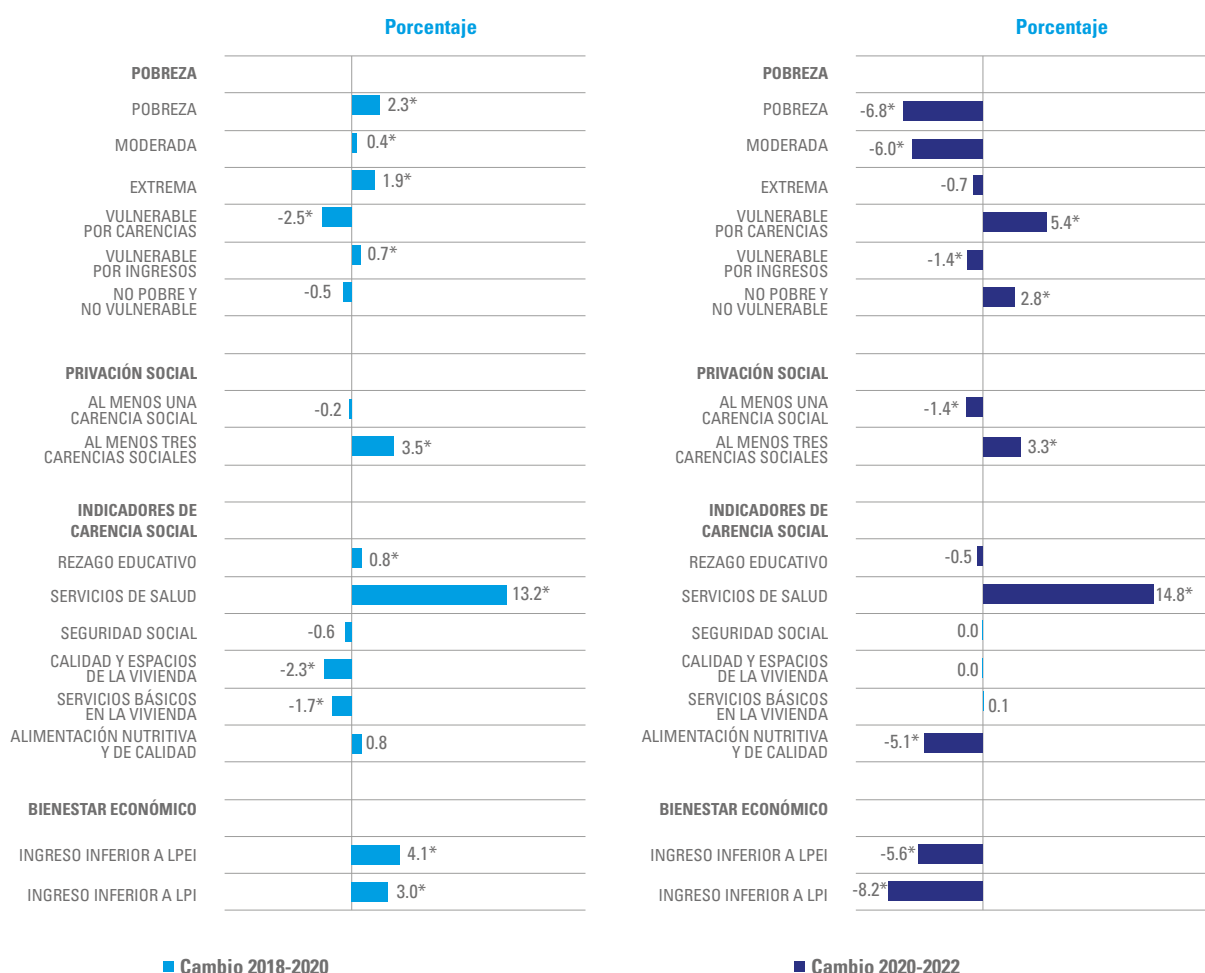 Porcentaje
POBREZA
POBREZA
2.3*
MODERADA
0.4*
EXTREMA
1.9*
VULNERABLE
POR CARENCIAS
-2.5*
VULNERABLE
POR INGRESOS
0.7*
NO POBRE Y
NO VULNERABLE
-0.5
PRIVACIÓN SOCIAL
AL MENOS UNA
CARENCIA SOCIAL
-0.2
AL MENOS TRES
CARENCIAS SOCIALES
3.5*
INDICADORES DE
CARENCIA SOCIAL
REZAGO EDUCATIVO
0.8*
SERVICIOS DE SALUD
13.2*
SEGURIDAD SOCIAL
-0.6
CALIDAD Y ESPACIOS
DE LA VIVIENDA
-2.3*
SERVICIOS BÁSICOS
EN LA VIVIENDA
-1.7*
ALIMENTACIÓN NUTRITIVA
Y DE CALIDAD
0.8
BIENESTAR ECONÓMICO
INGRESO INFERIOR A LPEI
4.1*
INGRESO INFERIOR A LPI
3.0*
Cambio 2018-2020
Porcentaje
POBREZA
POBREZA
-6.8*
MODERADA
-6.0*
EXTREMA
-0.7
VULNERABLE
POR CARENCIAS
5.4*
VULNERABLE
POR INGRESOS
-1.4*
NO POBRE Y
NO VULNERABLE
2.8*
PRIVACIÓN SOCIAL
AL MENOS UNA
CARENCIA SOCIAL
-1.4*
AL MENOS TRES
CARENCIAS SOCIALES
3.3*
INDICADORES DE
CARENCIA SOCIAL
REZAGO EDUCATIVO
-0.5
SERVICIOS DE SALUD
14.8*
SEGURIDAD SOCIAL
0.0
CALIDAD Y ESPACIOS
DE LA VIVIENDA
0.0
SERVICIOS BÁSICOS
EN LA VIVIENDA
0.1
ALIMENTACIÓN NUTRITIVA
Y DE CALIDAD
-5.1*
BIENESTAR ECONÓMICO
INGRESO INFERIOR A LPEI
-5.6*
INGRESO INFERIOR A LPI
-8.2*
Cambio 2020-2022